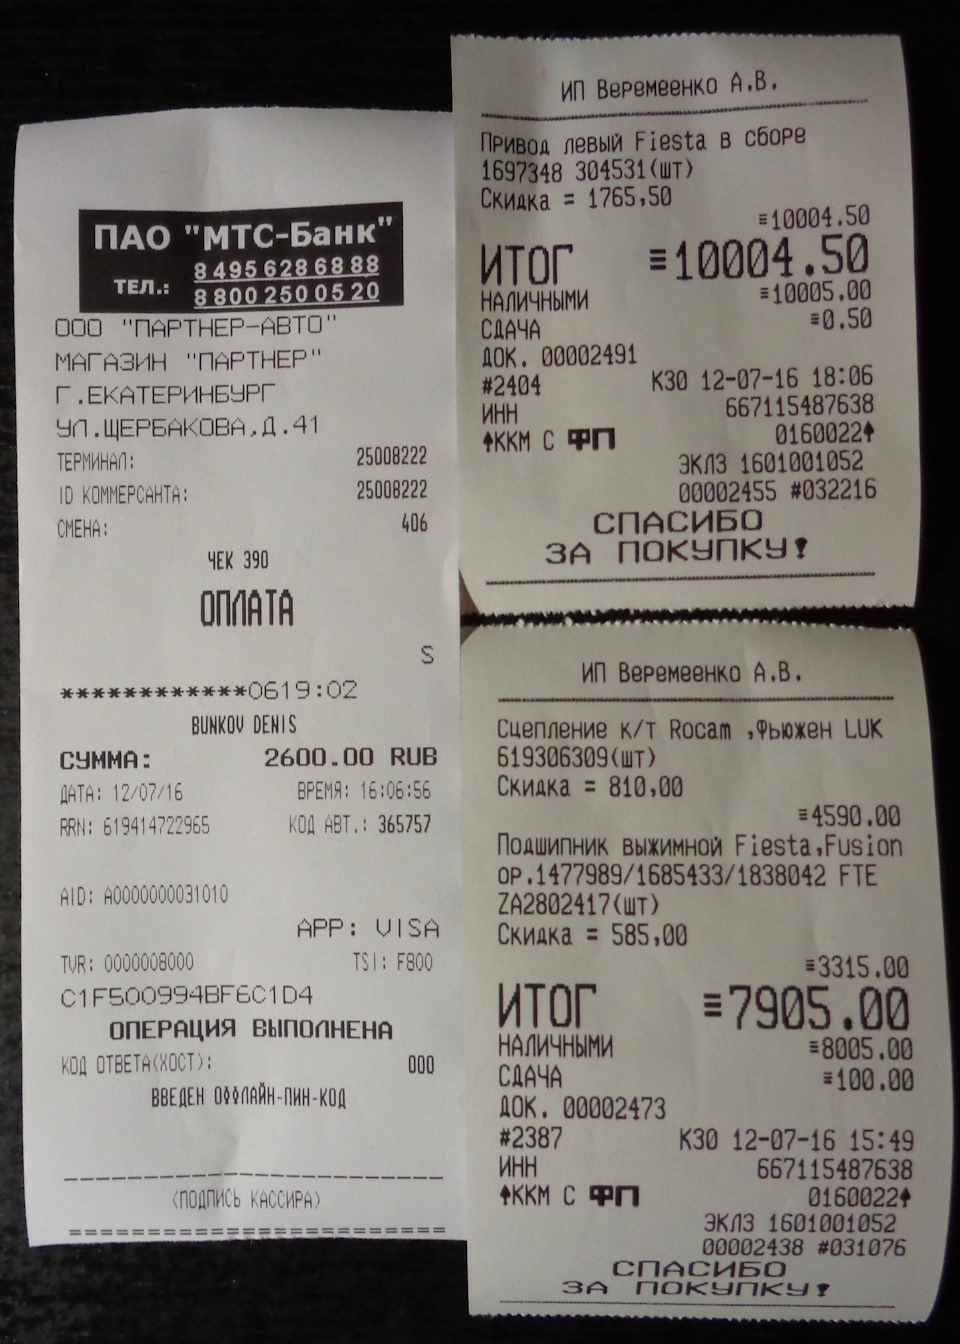 ПАО "МТС-Банк"
ТЕЛ.: 8 495 628 68 88
8 800 250 05 20
ООО "ПАРТНЕР-АВТО"
МАГАЗИН "ПАРТНЕР"
Г.ЕКАТЕРИНБУРГ
УЛ.ЩЕРБАКОВА,Д.41
ТЕРМИНАЛ: 25008222
ID КОММЕРСАНТА: 25008222
СМЕНА: 406
ЧЕК 390
ОПЛАТА
S
************0619:02
BUNKOV DENIS
СУММА: 2600.00 RUB
ДАТА: 12/07/16 ВРЕМЯ: 16:06:56
RRN: 619414722965 КОД АВТ.: 365757
AID: A0000000031010
APP: VISA
TVR: 0000008000 TSI: F800
C1F500994BF6C1D4
ОПЕРАЦИЯ ВЫПОЛНЕНА
КОД ОТВЕТА(ХОСТ): 000
ВВЕДЕН ОФФЛАЙН-ПИН-КОД
(ПОДПИСЬ КАССИРА)
ИП Веремеенко А.В.
Привод левый Fiesta в сборе
1697348 304531(шт)
Скидка = 1765,50
≡10004.50
ИТОГ ≡10004.50
НАЛИЧНЫМИ ≡10005.00
СДАЧА ≡0.50
ДОК. 00002491
#2404 К30 12-07-16 18:06
ИНН 667115487638
ККМ С ФП 0160022
ЭКЛЗ 1601001052
00002455 #032216
СПАСИБО
ЗА ПОКУПКУ!
ИП Веремеенко А.В.
Сцепление к/т Rocam ,Фьюжен LUK
619306309(шт)
Скидка = 810,00
≡4590.00
Подшипник выжимной Fiesta,Fusion
ор.1477989/1685433/1838042 FTE
ZA2802417(шт)
Скидка = 585,00
≡3315.00
ИТОГ ≡7905.00
НАЛИЧНЫМИ ≡8005.00
СДАЧА ≡100.00
ДОК. 00002473
#2387 К30 12-07-16 15:49
ИНН 667115487638
ККМ С ФП 0160022
ЭКЛЗ 1601001052
00002438 #031076
СПАСИБО
ЗА ПОКУПКУ!